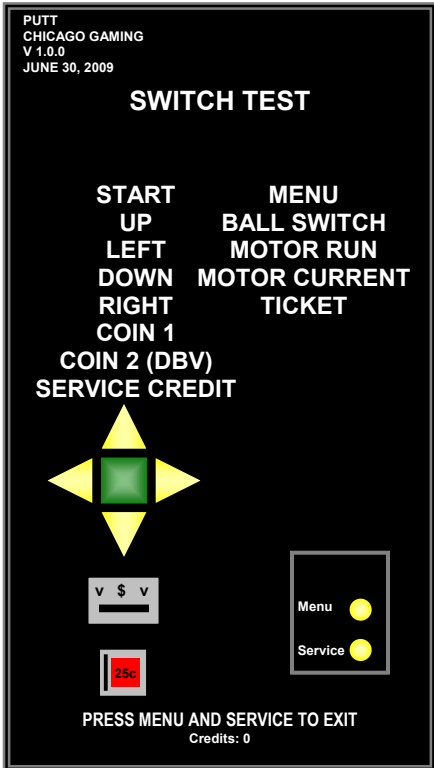 PUTT
CHICAGO GAMING
V 1.0.0
JUNE 30, 2009
SWITCH TEST
START MENU
UP BALL SWITCH
LEFT MOTOR RUN
DOWN MOTOR CURRENT
RIGHT TICKET
COIN 1
COIN 2 (DBV)
SERVICE CREDIT
v $ v
Menu
Service
25c
PRESS MENU AND SERVICE TO EXIT
Credits: 0